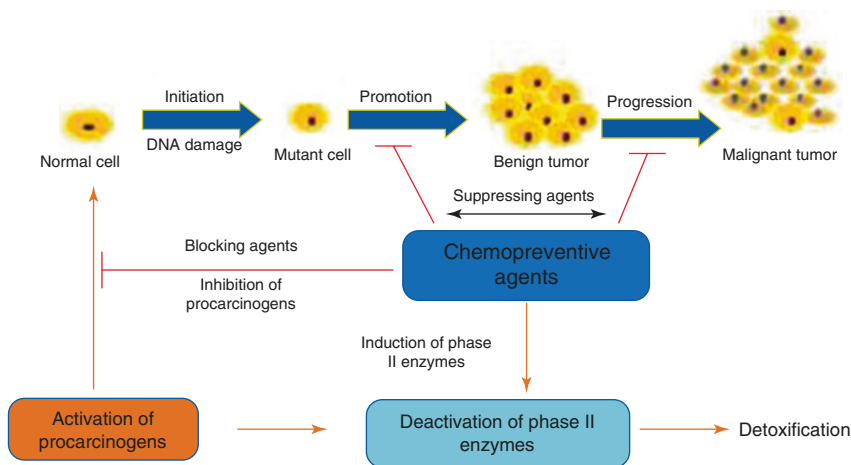 Initiation
DNA damage
Promotion
Progression
Normal cell
Mutant cell
Benign tumor
Malignant tumor
Suppressing agents
Blocking agents
Inhibition of
procarcinogens
Chemopreventive
agents
Induction of phase
II enzymes
Activation of
procarcinogens
Deactivation of phase II
enzymes
Detoxification